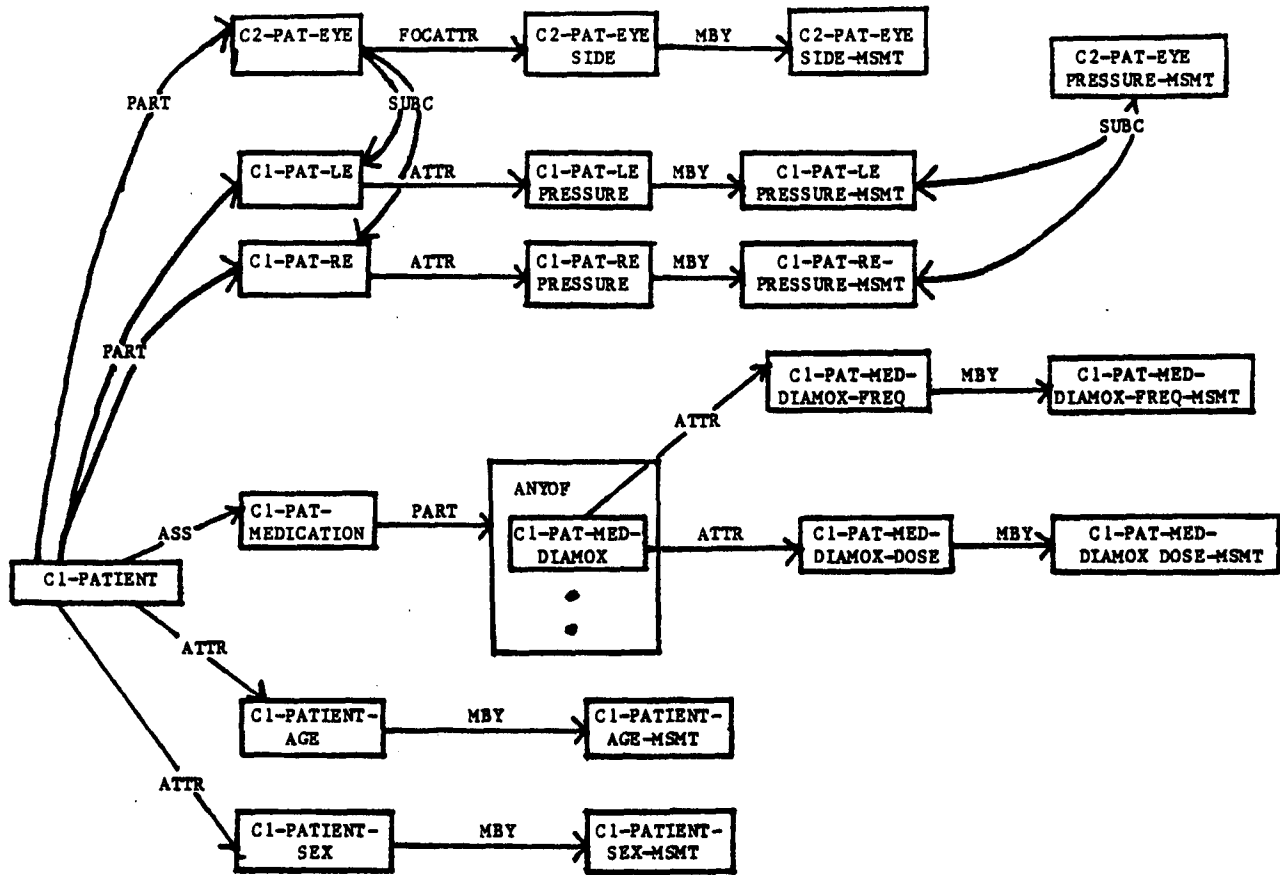 C2-PAT-EYE
FOCATTR
C2-PAT-EYE
SIDE
MBY
C2-PAT-EYE
SIDE-MSMT
C2-PAT-EYE
PRESSURE-MSMT
PART
SUBC
SUBC
C1-PAT-LE
ATTR
C1-PAT-LE
PRESSURE
MBY
C1-PAT-LE
PRESSURE-MSMT
C1-PAT-RE
ATTR
C1-PAT-RE
PRESSURE
MBY
C1-PAT-RE-
PRESSURE-MSMT
PART
C1-PAT-MED-
DIAMOX-FREQ
MBY
C1-PAT-MED-
DIAMOX-FREQ-MSMT
ATTR
ANYOF
C1-PAT-
MEDICATION
PART
ASS
C1-PAT-MED-
DIAMOX
ATTR
C1-PAT-MED-
DIAMOX-DOSE
MBY
C1-PAT-MED-
DIAMOX DOSE-MSMT
C1-PATIENT
ATTR
C1-PATIENT-
AGE
MBY
C1-PATIENT-
AGE-MSMT
ATTR
C1-PATIENT-
SEX
MBY
C1-PATIENT-
SEX-MSMT